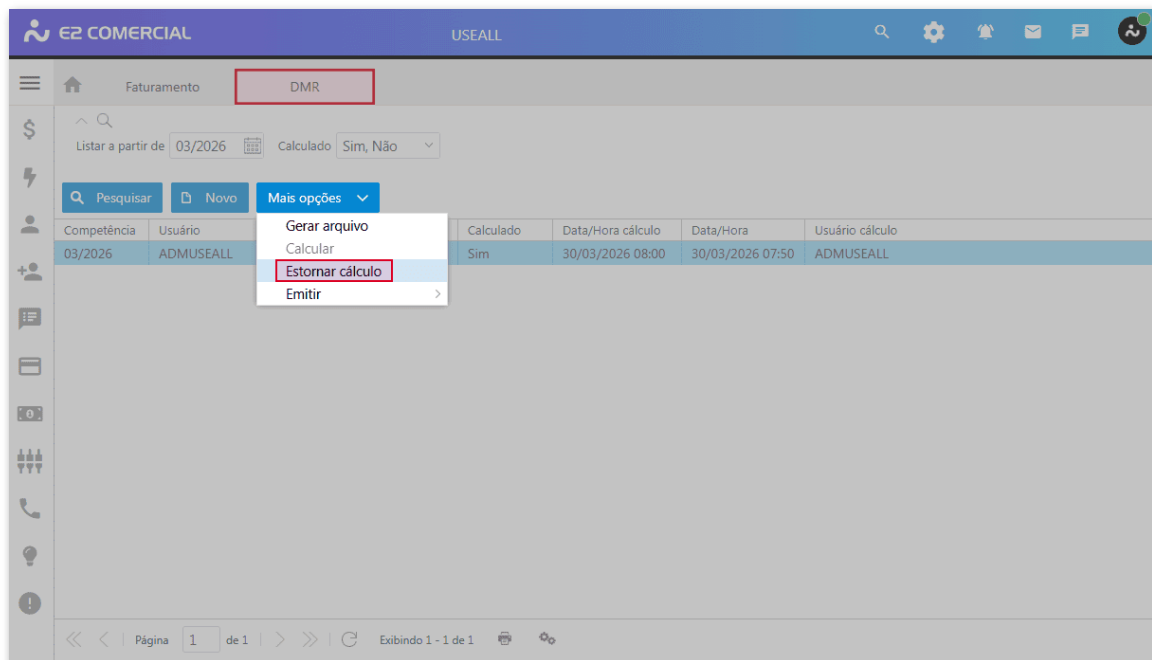 E2 COMERCIAL USEALL
Faturamento DMR
Listar a partir de 03/2026 Calculado Sim, Não
Pesquisar Novo Mais opções
Competência Usuário Calculado Data/Hora cálculo Data/Hora Usuário cálculo
03/2026 ADMUSEALL Sim 30/03/2026 08:00 30/03/2026 07:50 ADMUSEALL
Gerar arquivo
Calcular
Estornar cálculo
Emitir
Página 1 de 1 Exibindo 1 - 1 de 1